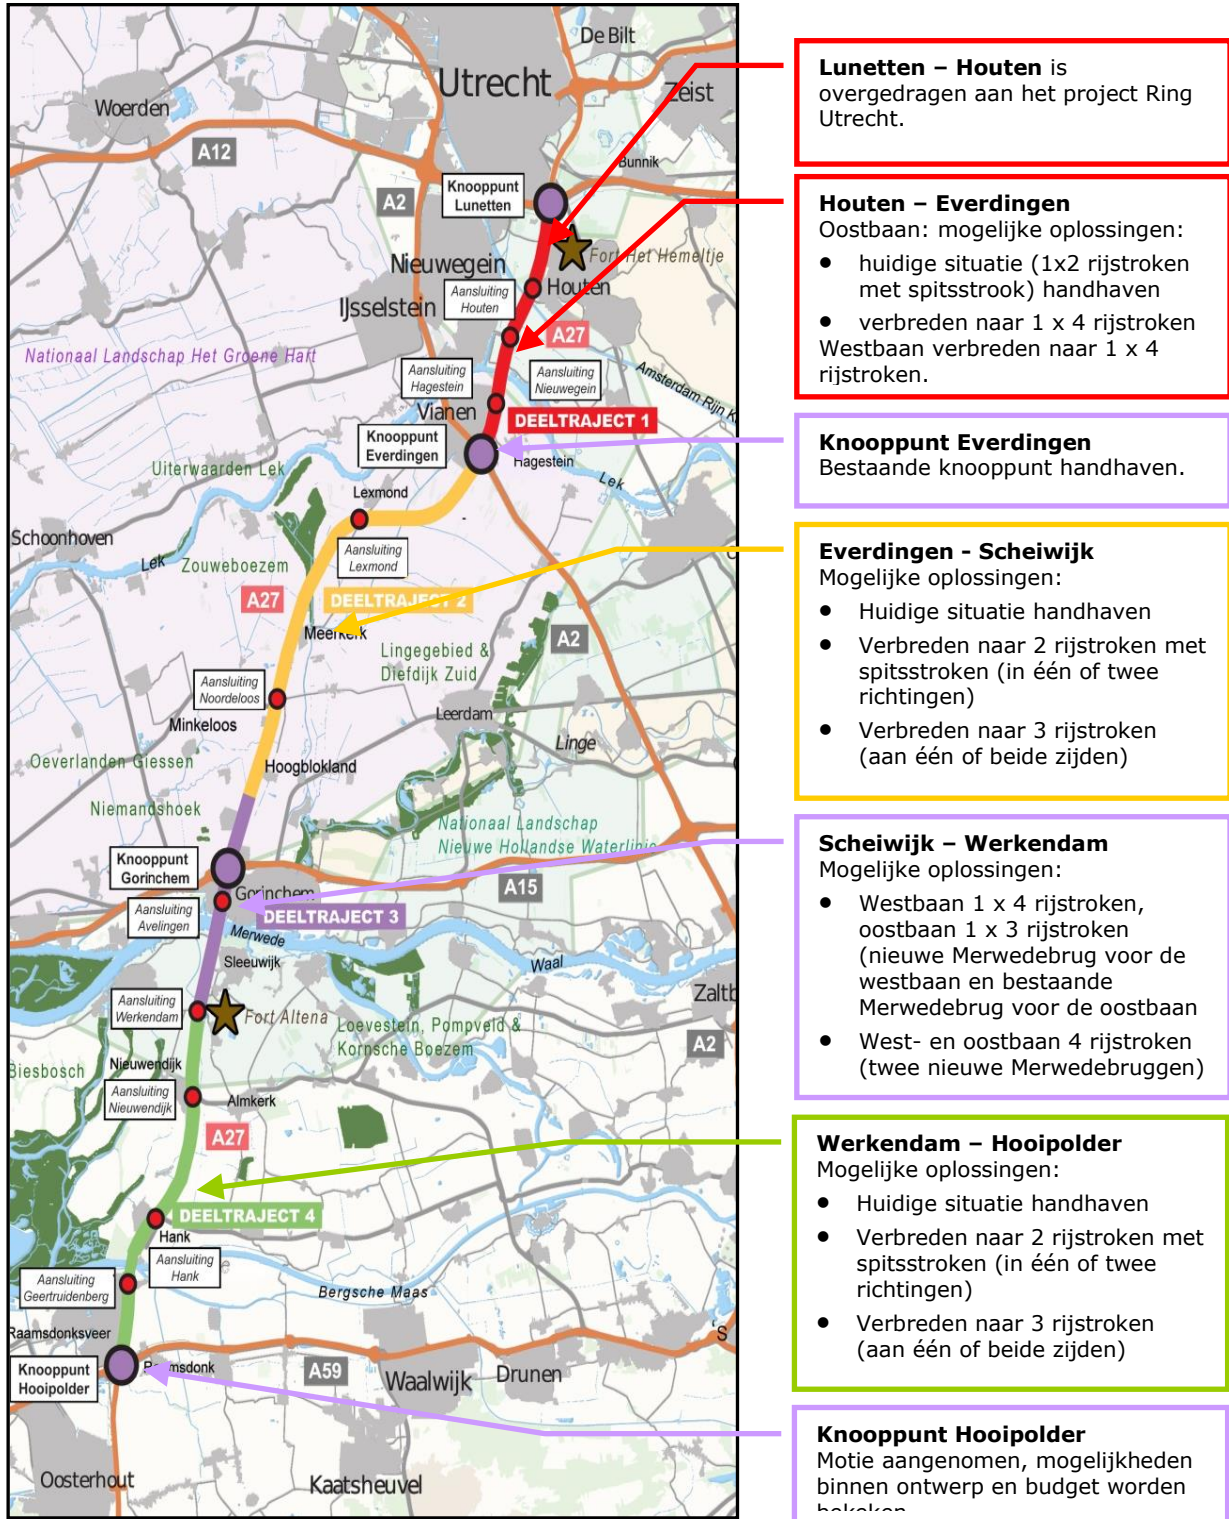 De Bilt
Utrecht
Zeist
Woerden
A12
Bunnik
Knooppunt
Lunetten
A2
Fort Het Hemeltje
Nieuwegein
Houten
Aansluiting
Houten
IJsselstein
A27
Nationaal Landschap Het Groene Hart
Aansluiting
Hagestein
Aansluiting
Nieuwegein
Amsterdam Rijn K
Vianen
DEELTRAJECT 1
Knooppunt
Everdingen
Hagestein
Uiterwaarden Lek
Lek
Lexmond
Schoonhoven
Aansluiting
Lexmond
Lek
Zouweboezem
A27
DEELTRAJECT 2
Meerkerk
A2
Lingegebied &
Diefdijk Zuid
Aansluiting
Noordeloos
Minkeloos
Leerdam
Linge
Oeverlanden Giessen
Hoogblokland
Niemandshoek
Nationaal Landschap
Nieuwe Hollandse Waterlinie
Knooppunt
Gorinchem
A15
Gorinchem
Aansluiting
Avelingen
DEELTRAJECT 3
Merwede
Sleeuwijk
Waal
Aansluiting
Werkendam
Fort Altena
Zaltb
Loevestein, Pompveld &
Kornsche Boezem
A2
Biesbosch
Nieuwendijk
Aansluiting
Nieuwendijk
Almkerk
A27
DEELTRAJECT 4
Hank
Aansluiting
Hank
Aansluiting
Geertruidenberg
Bergsche Maas
Raamsdonksveer
'S
Knooppunt
Hooipolder
Raamsdonk
A59
Waalwijk
Drunen
Oosterhout
Kaatsheuvel
Lunetten – Houten is
overgedragen aan het project Ring
Utrecht.
Houten – Everdingen
Oostbaan: mogelijke oplossingen:
• huidige situatie (1x2 rijstroken
met spitsstrook) handhaven
• verbreden naar 1 x 4 rijstroken
Westbaan verbreden naar 1 x 4
rijstroken.
Knooppunt Everdingen
Bestaande knooppunt handhaven.
Everdingen - Scheiwijk
Mogelijke oplossingen:
• Huidige situatie handhaven
• Verbreden naar 2 rijstroken met
spitsstroken (in één of twee
richtingen)
• Verbreden naar 3 rijstroken
(aan één of beide zijden)
Scheiwijk – Werkendam
Mogelijke oplossingen:
• Westbaan 1 x 4 rijstroken,
oostbaan 1 x 3 rijstroken
(nieuwe Merwedebrug voor de
westbaan en bestaande
Merwedebrug voor de oostbaan
• West- en oostbaan 4 rijstroken
(twee nieuwe Merwedebruggen)
Werkendam – Hooipolder
Mogelijke oplossingen:
• Huidige situatie handhaven
• Verbreden naar 2 rijstroken met
spitsstroken (in één of twee
richtingen)
• Verbreden naar 3 rijstroken
(aan één of beide zijden)
Knooppunt Hooipolder
Motie aangenomen, mogelijkheden
binnen ontwerp en budget worden
bekeken